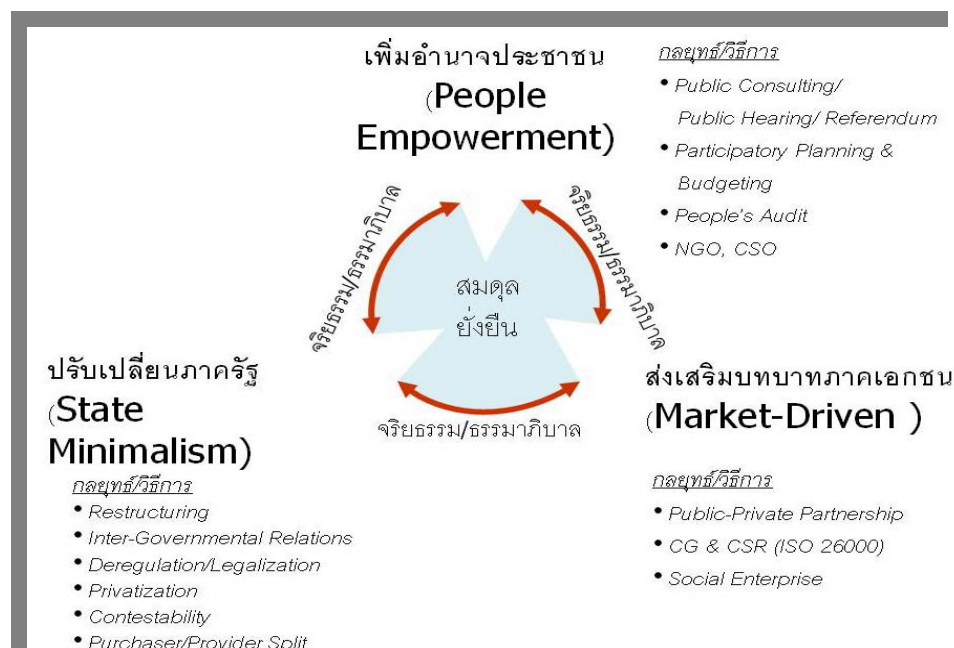 เพิ่มอำนาจประชาชน
(People
Empowerment)
กลยุทธ์/วิธีการ
• Public Consulting/
Public Hearing/ Referendum
• Participatory Planning &
Budgeting
• People's Audit
• NGO, CSO
จริยธรรม/ธรรมาภิบาล
จริยธรรม/ธรรมาภิบาล
สมดุล
ยั่งยืน
จริยธรรม/ธรรมาภิบาล
ปรับเปลี่ยนภาครัฐ
(State
Minimalism)
กลยุทธ์/วิธีการ
• Restructuring
• Inter-Governmental Relations
• Deregulation/Legalization
• Privatization
• Contestability
• Purchaser/Provider Split
ส่งเสริมบทบาทภาคเอกชน
(Market-Driven )
กลยุทธ์/วิธีการ
• Public-Private Partnership
• CG & CSR (ISO 26000)
• Social Enterprise